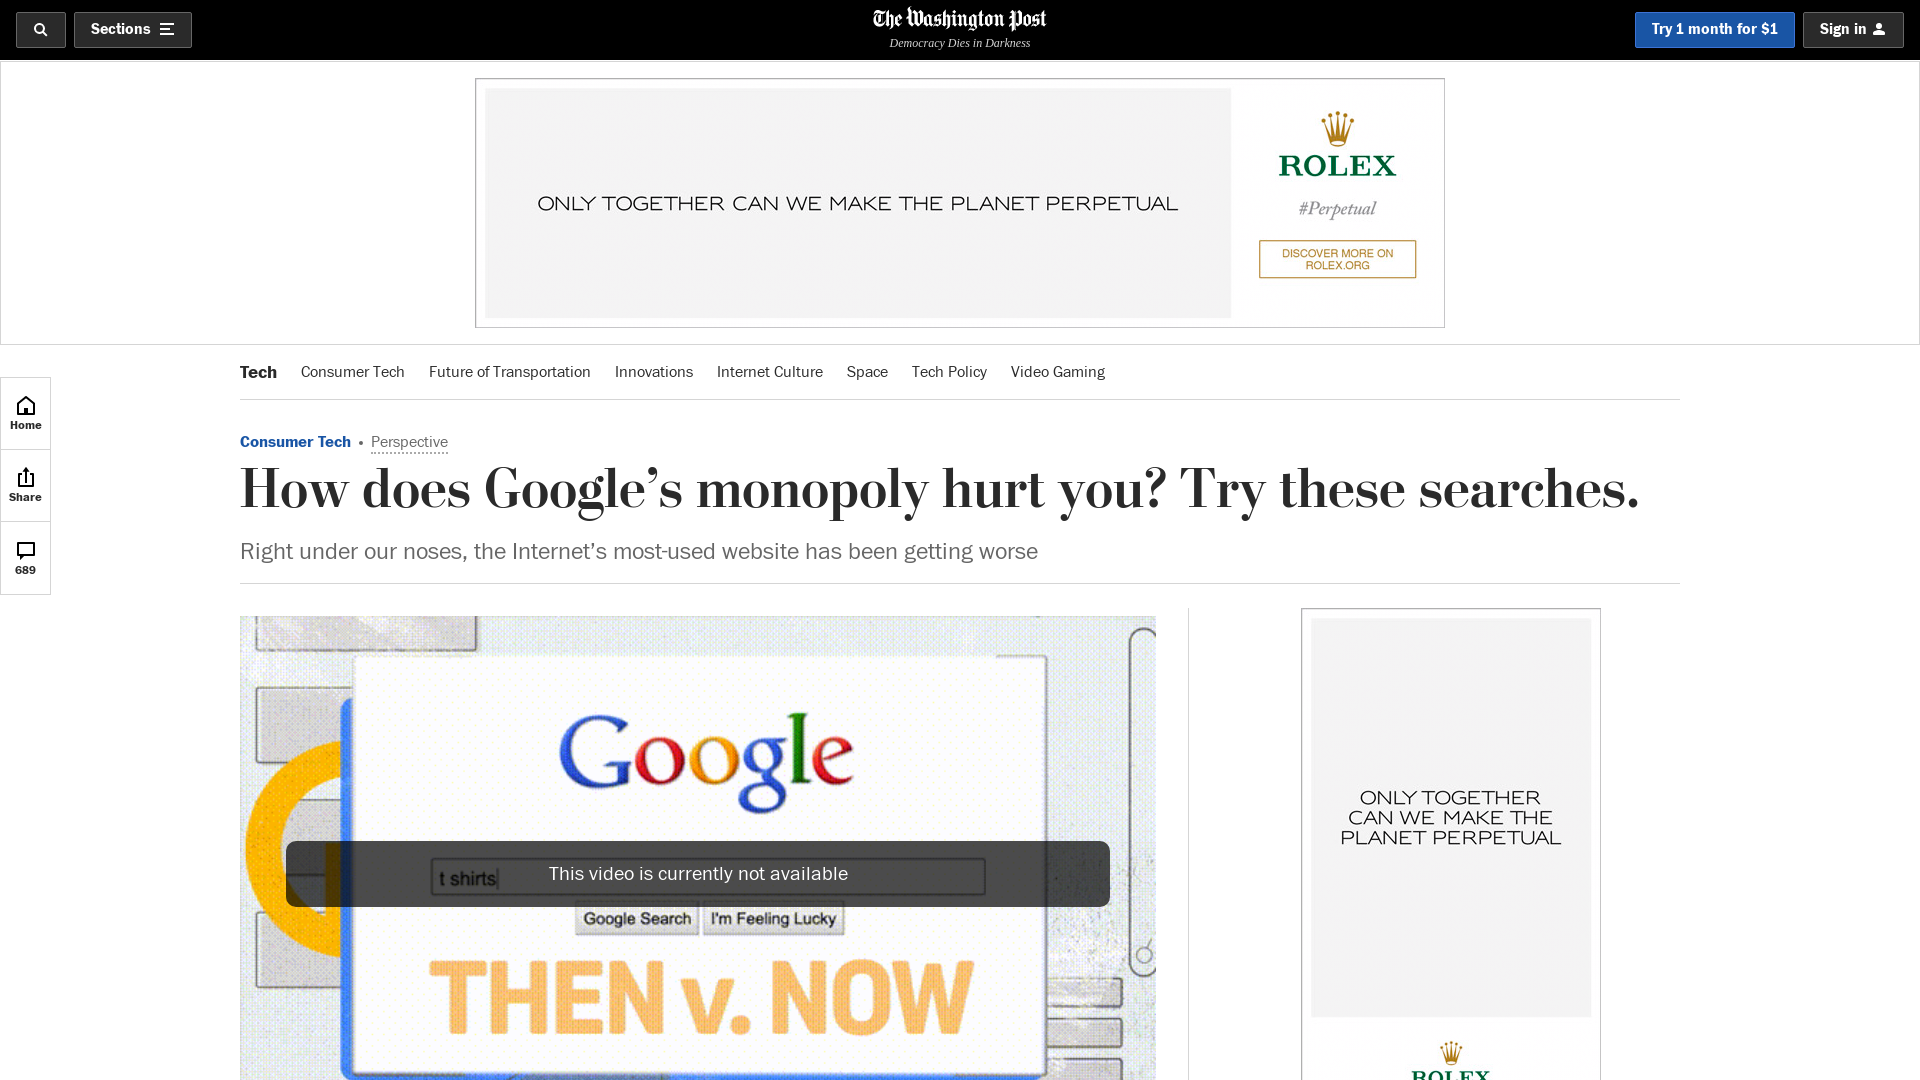 Sections
The Washington Post
Democracy Dies in Darkness
Try 1 month for $1
Sign in
ONLY TOGETHER CAN WE MAKE THE PLANET PERPETUAL
ROLEX
#Perpetual
DISCOVER MORE ON
ROLEX.ORG
Tech
Consumer Tech
Future of Transportation
Innovations
Internet Culture
Space
Tech Policy
Video Gaming
Home
Share
689
Consumer Tech • Perspective
How does Google’s monopoly hurt you? Try these searches.
Right under our noses, the Internet’s most-used website has been getting worse
Google
t shirts
This video is currently not available
Google Search
I'm Feeling Lucky
THEN v. NOW
ONLY TOGETHER
CAN WE MAKE THE
PLANET PERPETUAL
ROLEX